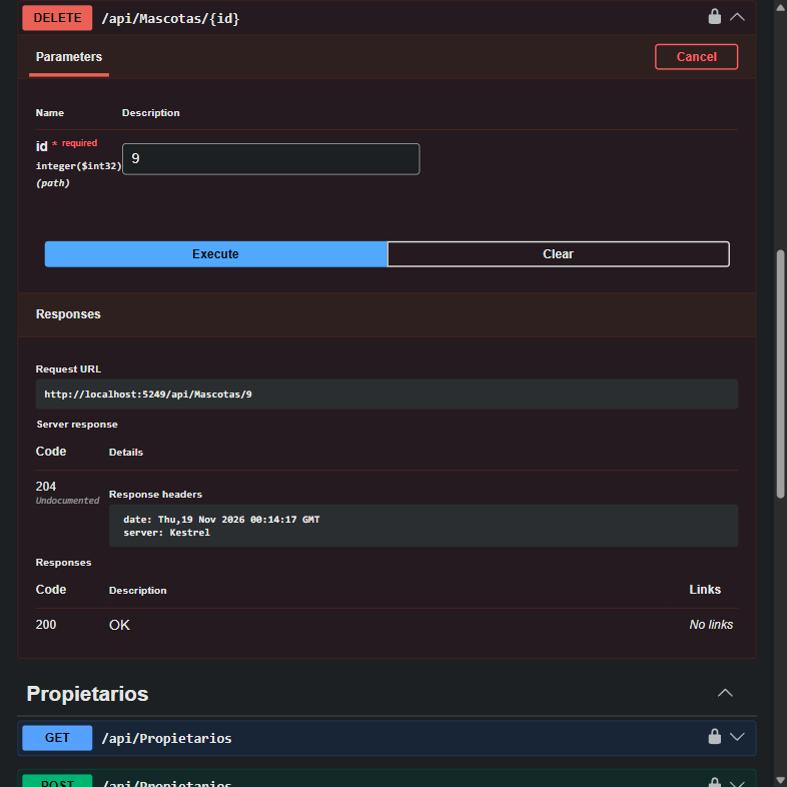 DELETE /api/Mascotas/{id}
Parameters Cancel
Name Description
id * required
integer($int32)
(path)
9
Execute Clear
Responses
Request URL
http://localhost:5249/api/Mascotas/9
Server response
Code Details
204
Undocumented
Response headers
date: Thu,19 Nov 2026 00:14:17 GMT
server: Kestrel
Responses
Code Description Links
200 OK No links
Propietarios
GET /api/Propietarios
POST /api/Propietarios